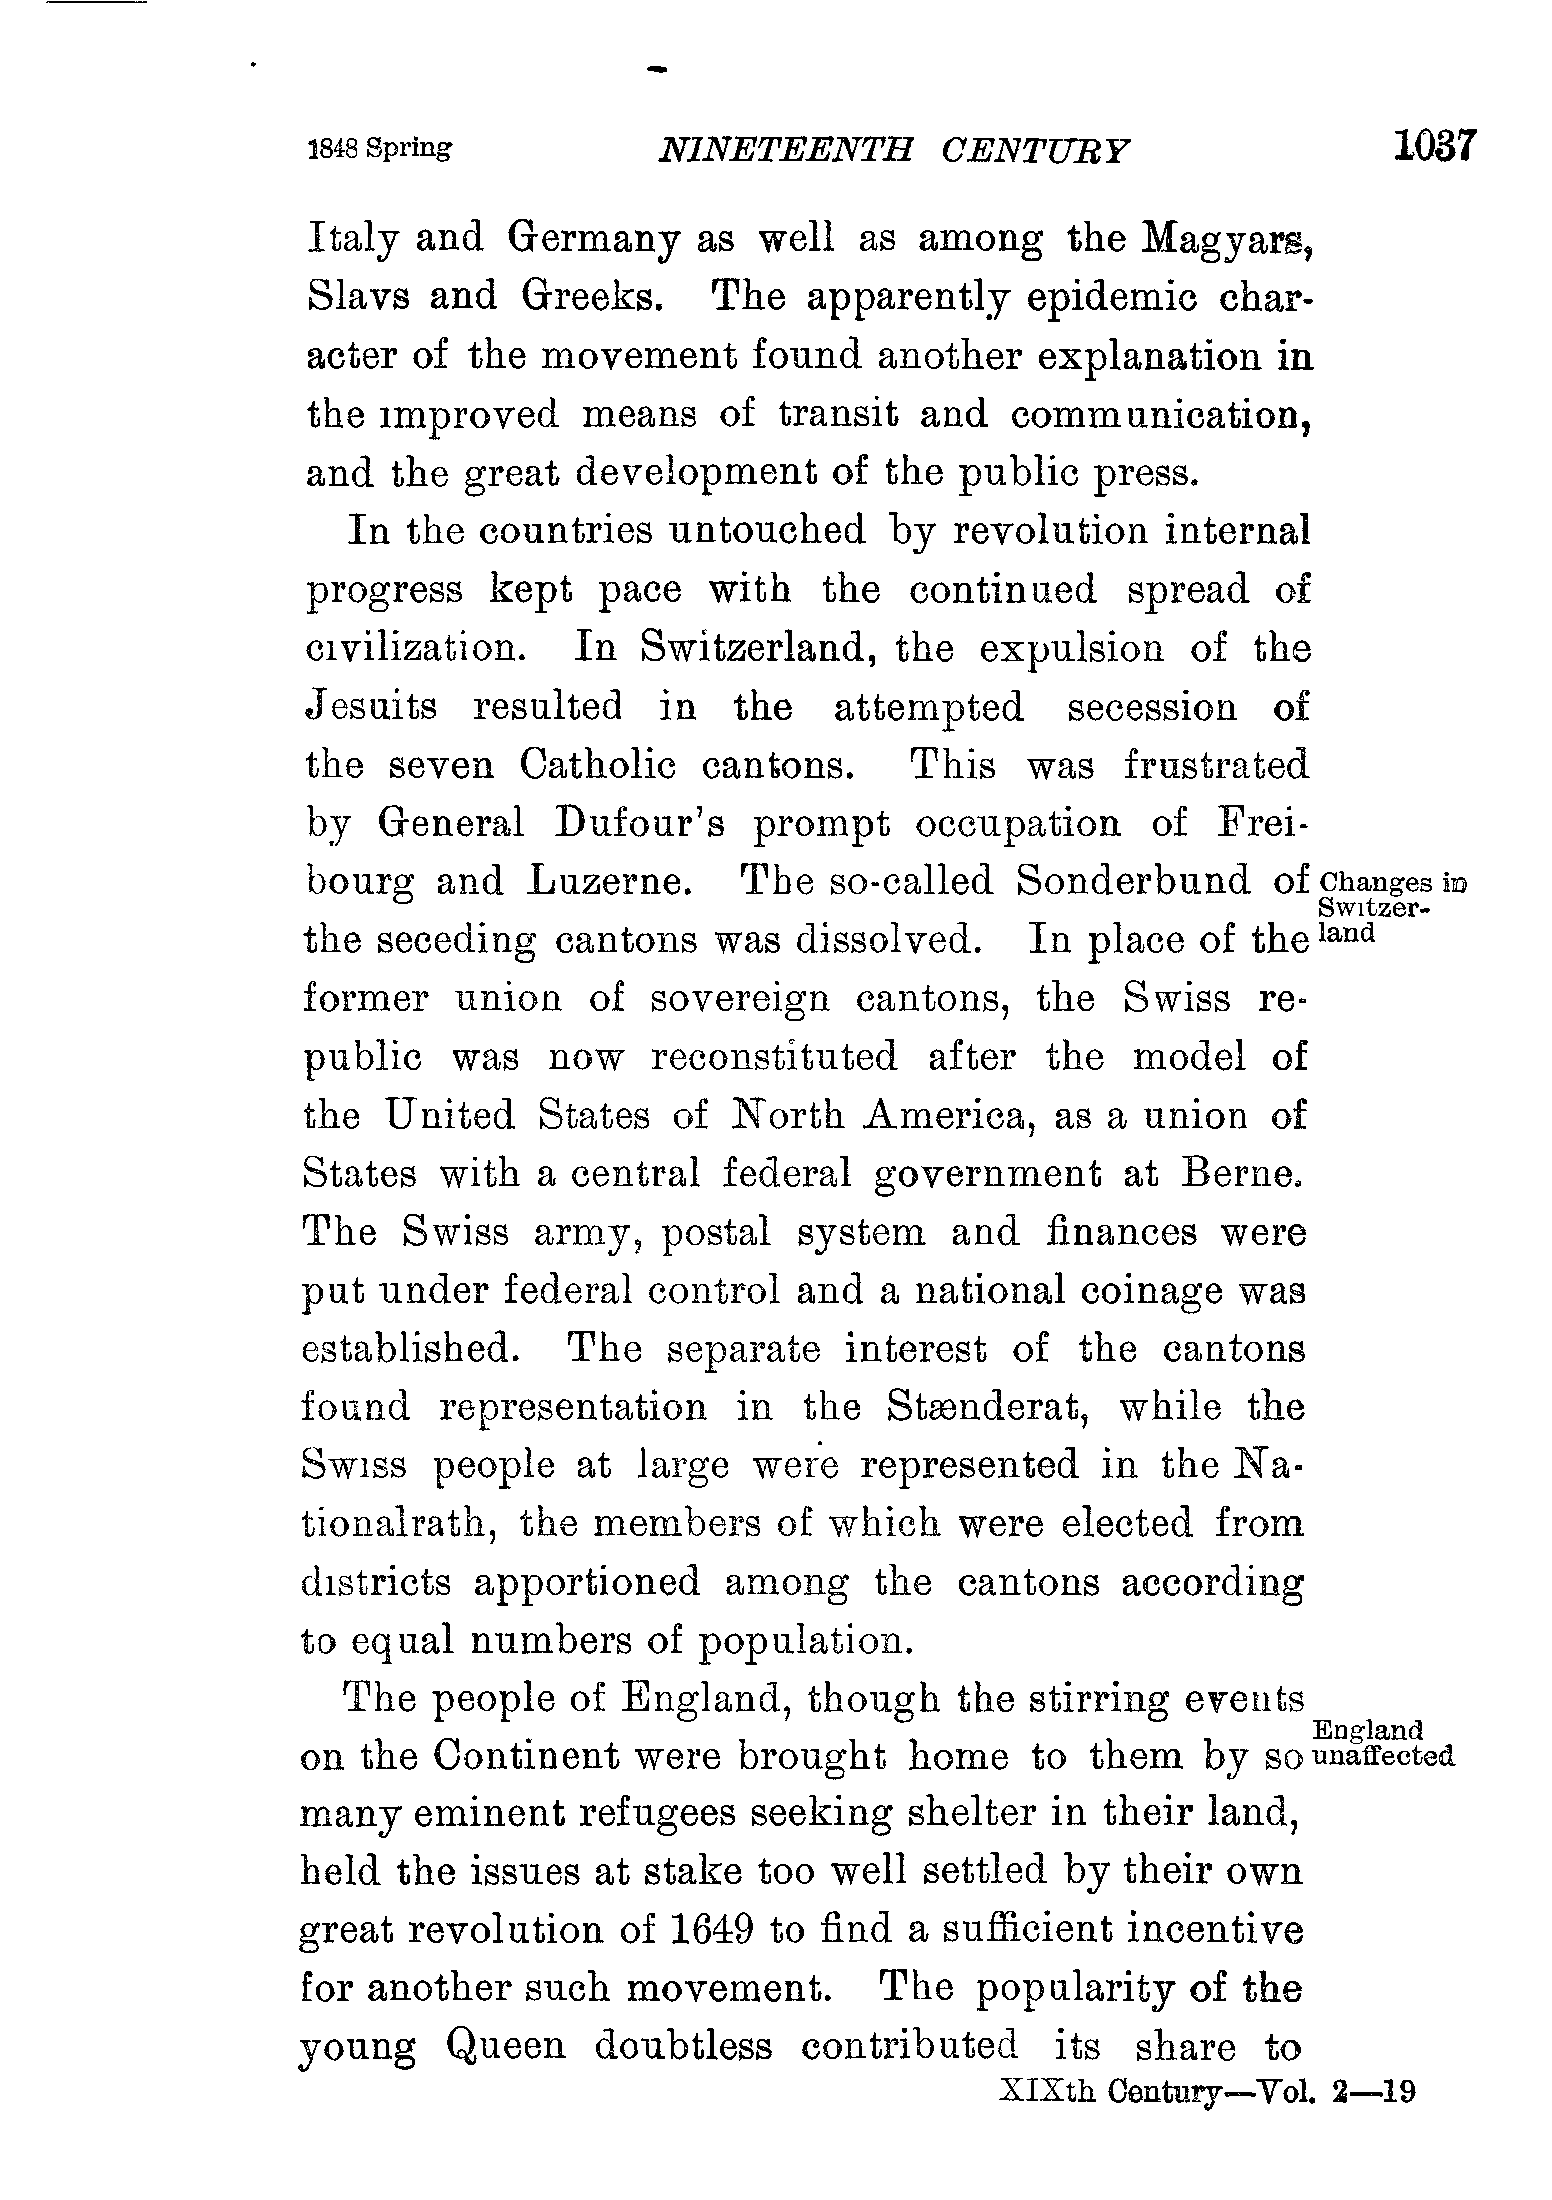 1848 Spring NINETEENTH CENTURY 1037
Italy and Germany as well as among the Magyars,
Slavs and Greeks. The apparently epidemic char-
acter of the movement found another explanation in
the improved means of transit and communication,
and the great development of the public press.
In the countries untouched by revolution internal
progress kept pace with the continued spread of
civilization. In Switzerland, the expulsion of the
Jesuits resulted in the attempted secession of
the seven Catholic cantons. This was frustrated
by General Dufour's prompt occupation of Frei-
bourg and Luzerne. The so-called Sonderbund of
the seceding cantons was dissolved. In place of the
Changes in
Switzer-
land
former union of sovereign cantons, the Swiss re-
public was now reconstituted after the model of
the United States of North America, as a union of
States with a central federal government at Berne.
The Swiss army, postal system and finances were
put under federal control and a national coinage was
established. The separate interest of the cantons
found representation in the Stænderat, while the
Swiss people at large were represented in the Na-
tionalrath, the members of which were elected from
districts apportioned among the cantons according
to equal numbers of population.
The people of England, though the stirring events
on the Continent were brought home to them by so
England
unaffected
many eminent refugees seeking shelter in their land,
held the issues at stake too well settled by their own
great revolution of 1649 to find a sufficient incentive
for another such movement. The popularity of the
young Queen doubtless contributed its share to
XIXth Century—Vol. 2—19